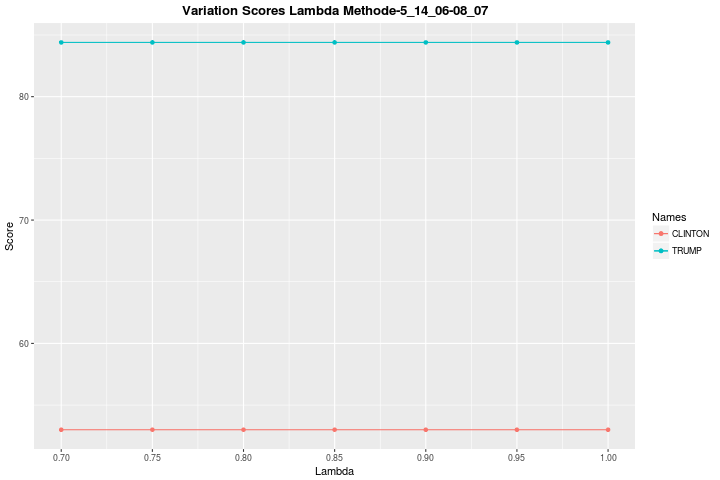 Variation Scores Lambda Methode-5_14_06-08_07
80
70
60
Score
0.70 0.75 0.80 0.85 0.90 0.95 1.00
Lambda
Names
CLINTON
TRUMP